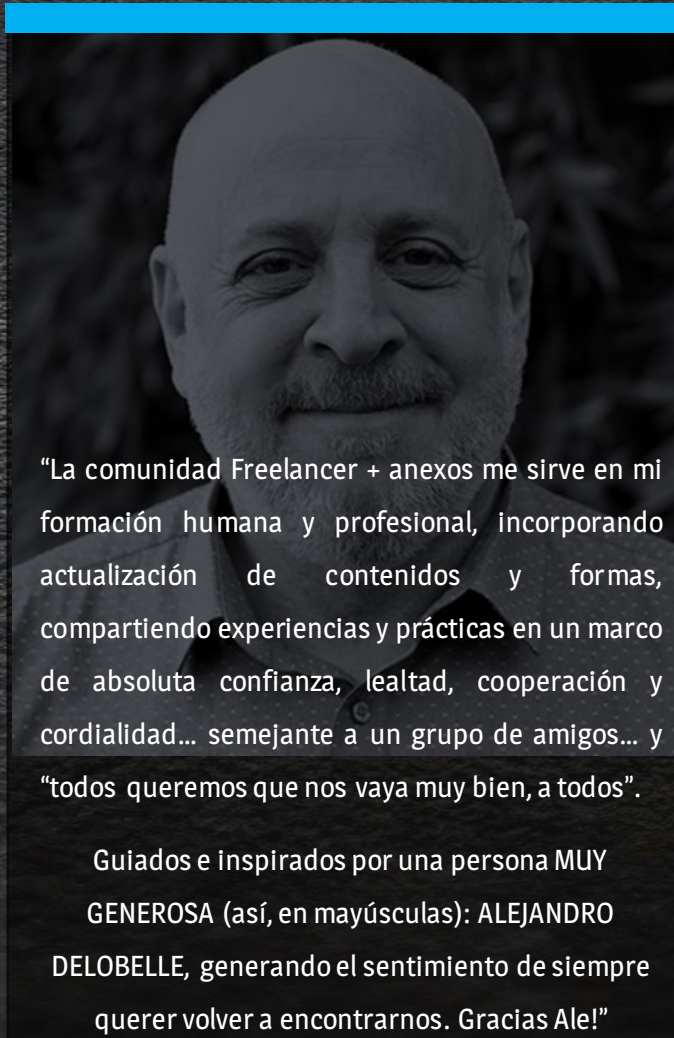 “La comunidad Freelancer + anexos me sirve en mi
formación humana y profesional, incorporando
actualización de contenidos y formas,
compartiendo experiencias y prácticas en un marco
de absoluta confianza, lealtad, cooperación y
cordialidad... semejante a un grupo de amigos... y
“todos queremos que nos vaya muy bien, a todos”.
Guiados e inspirados por una persona MUY
GENEROSA (así, en mayúsculas): ALEJANDRO
DELOBELLE, generando el sentimiento de siempre
querer volver a encontrarnos. Gracias Ale!”